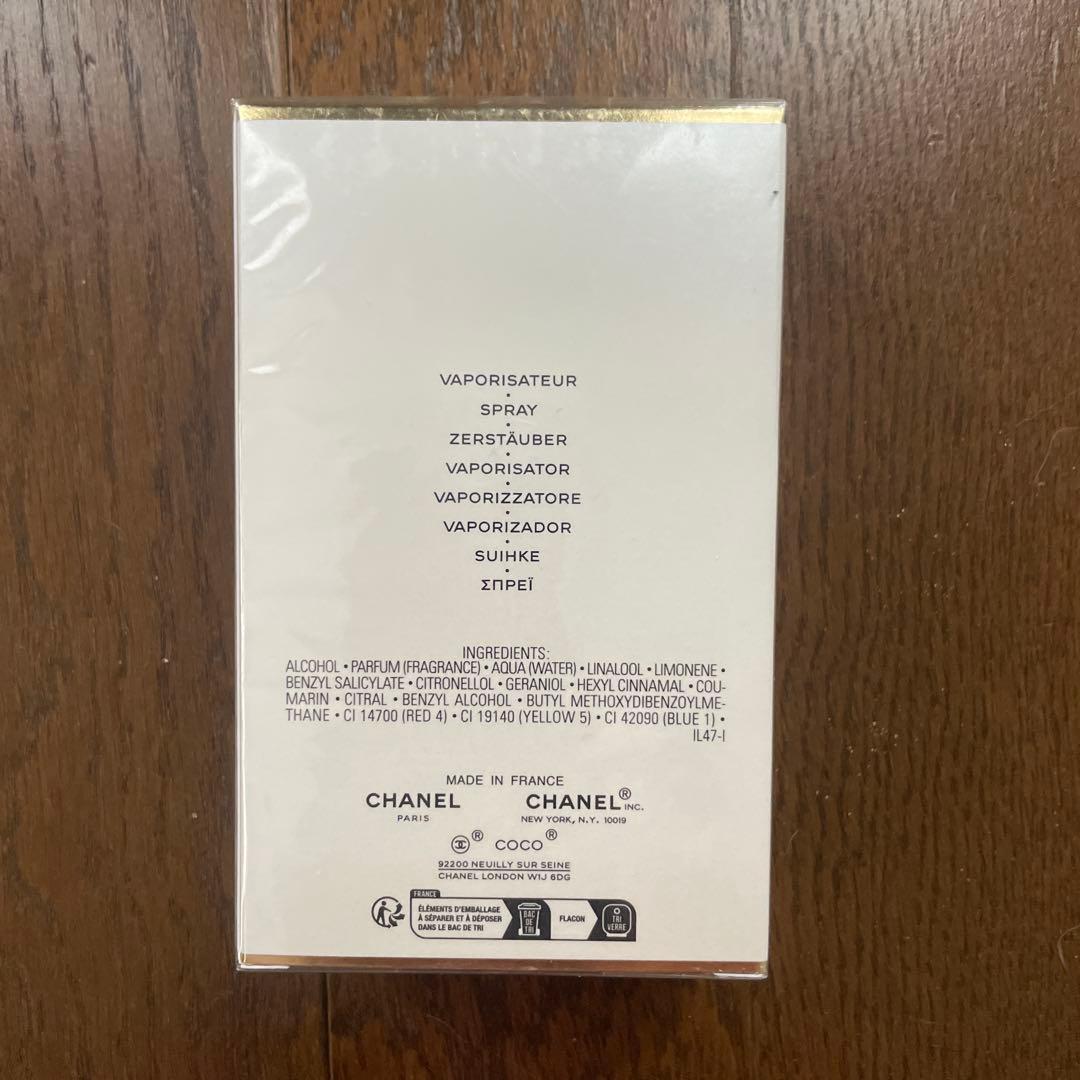 VAPORISATEUR
•
SPRAY
•
ZERSTÄUBER
•
VAPORISATOR
•
VAPORIZZATORE
•
VAPORIZADOR
•
SUIHKE
•
ΣΠΡΕΪ
INGREDIENTS:
ALCOHOL • PARFUM (FRAGRANCE) • AQUA (WATER) • LINALOOL • LIMONENE •
BENZYL SALICYLATE • CITRONELLOL • GERANIOL • HEXYL CINNAMAL • COU-
MARIN • CITRAL • BENZYL ALCOHOL • BUTYL METHOXYDIBENZOYLME-
THANE • CI 14700 (RED 4) • CI 19140 (YELLOW 5) • CI 42090 (BLUE 1) •
IL47-I
MADE IN FRANCE
CHANEL CHANEL® INC.
PARIS NEW YORK, N.Y. 10019
® COCO®
92200 NEUILLY SUR SEINE
CHANEL LONDON W1J 6DG
FRANCE
ÉLÉMENTS D'EMBALLAGE
À SÉPARER ET À DÉPOSER
DANS LE BAC DE TRI
BAC
DE
TRI
FLACON
TRI
VERRE